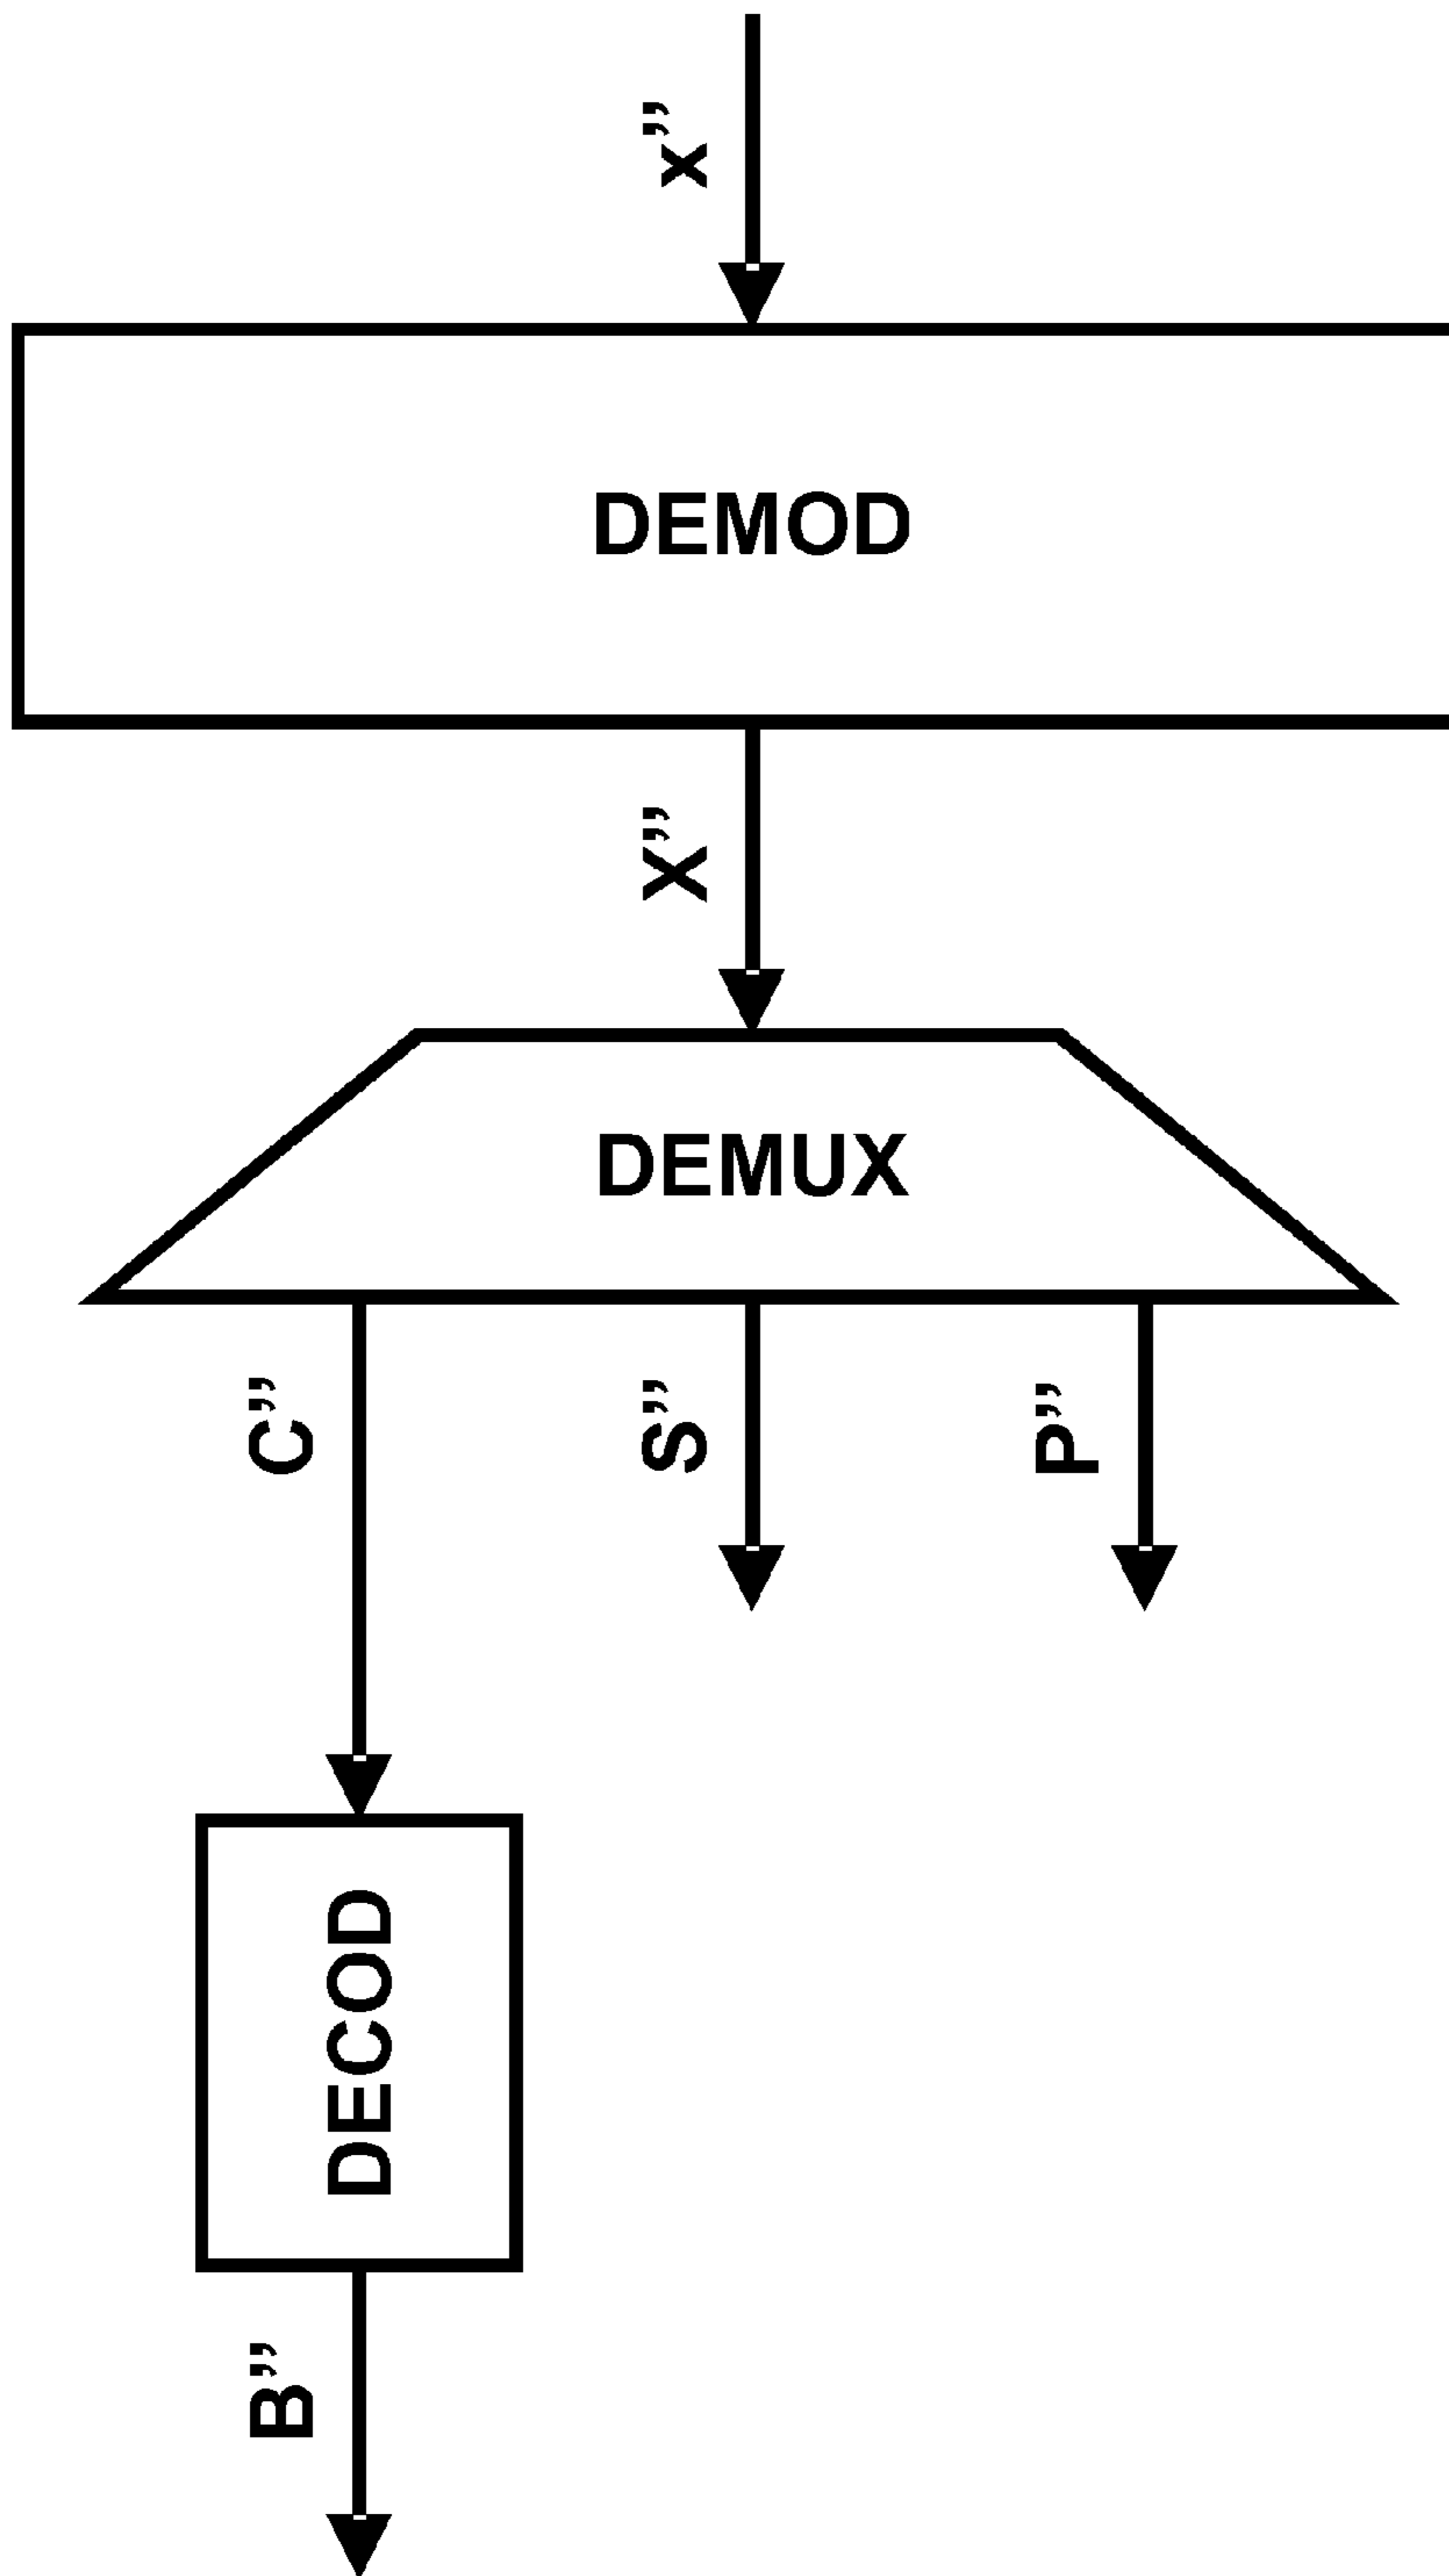 x”
DEMOD
X”
DEMUX
C”
S”
P”
DECOD
B”